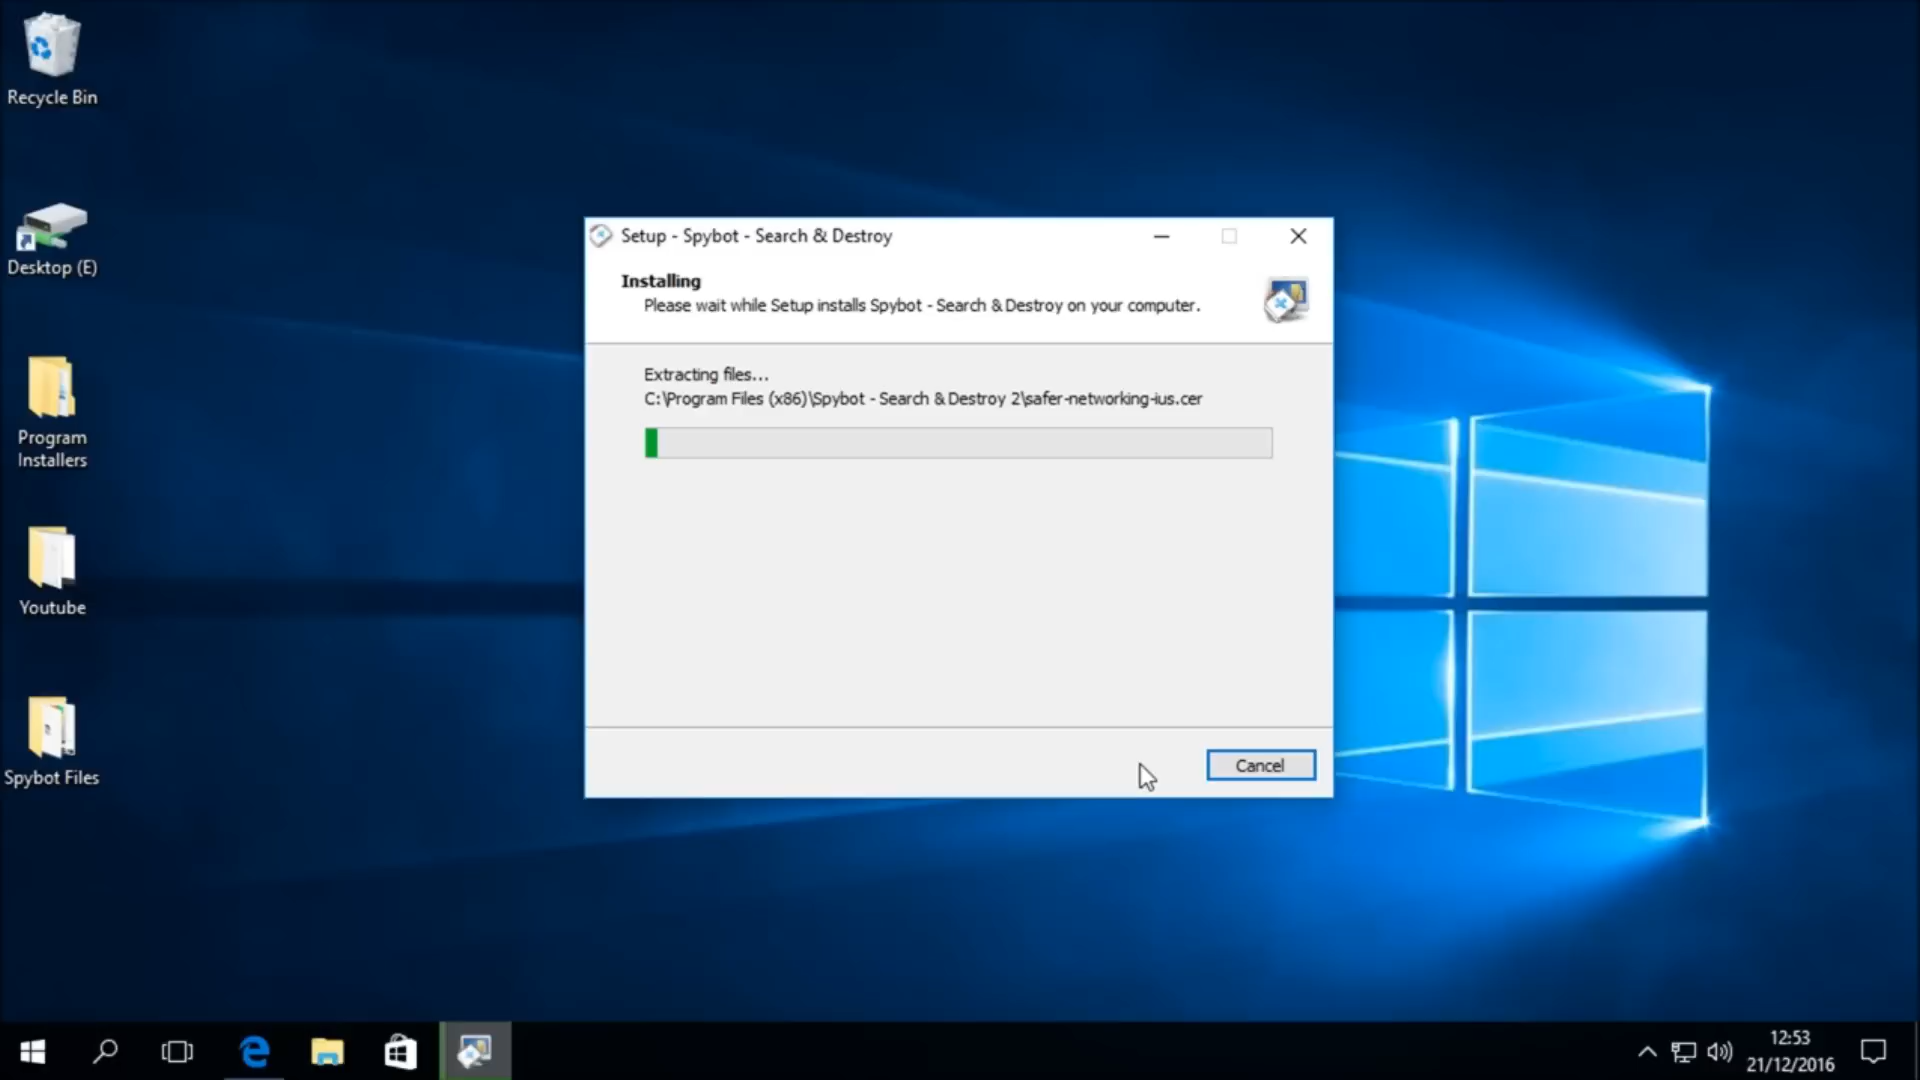 Recycle Bin
Desktop (E)
Program
Installers
Youtube
Spybot Files
Setup - Spybot - Search & Destroy
Installing
Please wait while Setup installs Spybot - Search & Destroy on your computer.
Extracting files...
C:\Program Files (x86)\Spybot - Search & Destroy 2\safer-networking-ius.cer
Cancel
12:53
21/12/2016